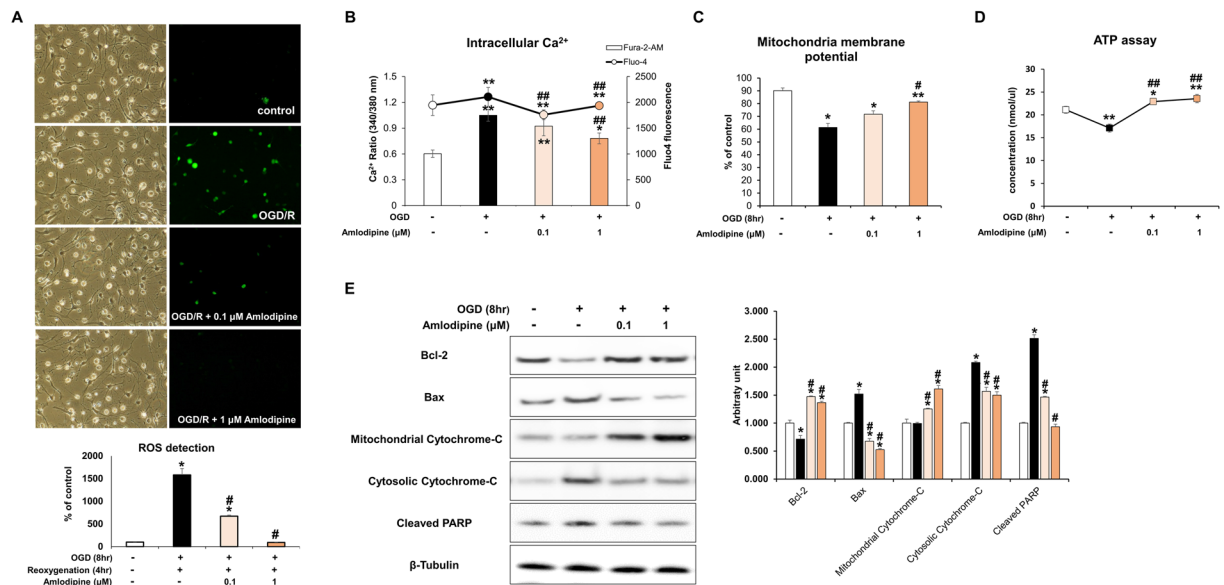 A
control
OGD/R
OGD/R + 0.1 µM Amlodipine
OGD/R + 1 µM Amlodipine
ROS detection
% of control
2000
1500
1000
500
0
*
#
*
#
OGD (8hr) - + + +
Reoxygenation (4hr) - + + +
Amlodipine (µM) - - 0.1 1
B
Intracellular Ca²⁺
Fura-2-AM
Fluo-4
Ca²⁺ Ratio (340/380 nm)
1.5
1.2
0.9
0.6
0.3
0
Fluo4 fluorescence
2500
2000
1500
1000
500
0
**
**
##
**
**
##
**
##
*
OGD - + + +
Amlodipine (µM) - - 0.1 1
C
Mitochondria membrane
potential
% of control
100
90
80
70
60
50
40
30
20
10
0
*
*
#
**
OGD (8hr) - + + +
Amlodipine (µM) - - 0.1 1
D
ATP assay
concentration (nmol/ul)
30
25
20
15
10
5
0
**
##
*
##
**
OGD (8hr) - + + +
Amlodipine (µM) - - 0.1 1
E
OGD (8hr) - + + +
Amlodipine (µM) - - 0.1 1
Bcl-2
Bax
Mitochondrial Cytochrome-C
Cytosolic Cytochrome-C
Cleaved PARP
β-Tubulin
Arbitraty unit
3.000
2.500
2.000
1.500
1.000
0.500
0.000
*
#
*
#
*
*
#
*
#
*
#
*
#
*
*
#
*
#
*
*
#
*
#
Bcl-2
Bax
Mitochondrial Cytochrome-C
Cytosolic Cytochrome-C
Cleaved PARP